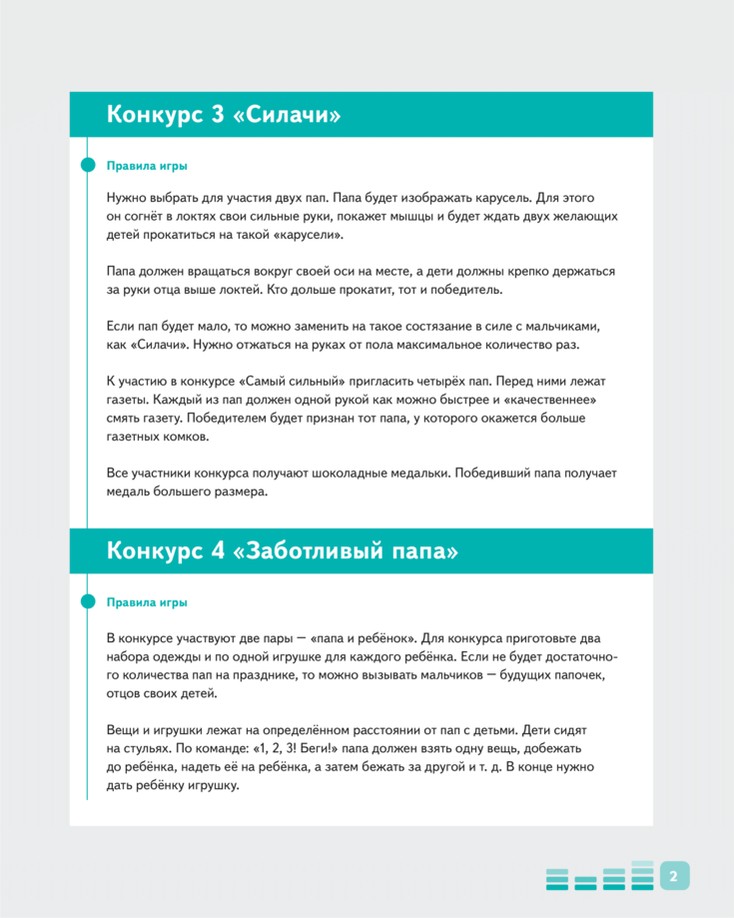 Конкурс 3 «Силачи»
Правила игры
Нужно выбрать для участия двух пап. Папа будет изображать карусель. Для этого
он согнёт в локтях свои сильные руки, покажет мышцы и будет ждать двух желающих
детей прокатиться на такой «карусели».
Папа должен вращаться вокруг своей оси на месте, а дети должны крепко держаться
за руки отца выше локтей. Кто дольше прокатит, тот и победитель.
Если пап будет мало, то можно заменить на такое состязание в силе с мальчиками,
как «Силачи». Нужно отжаться на руках от пола максимальное количество раз.
К участию в конкурсе «Самый сильный» пригласить четырёх пап. Перед ними лежат
газеты. Каждый из пап должен одной рукой как можно быстрее и «качественнее»
смять газету. Победителем будет признан тот папа, у которого окажется больше
газетных комков.
Все участники конкурса получают шоколадные медальки. Победивший папа получает
медаль большего размера.
Конкурс 4 «Заботливый папа»
Правила игры
В конкурсе участвуют две пары — «папа и ребёнок». Для конкурса приготовьте два
набора одежды и по одной игрушке для каждого ребёнка. Если не будет достаточно-
го количества пап на празднике, то можно вызывать мальчиков — будущих папочек,
отцов своих детей.
Вещи и игрушки лежат на определённом расстоянии от пап с детьми. Дети сидят
на стульях. По команде: «1, 2, 3! Беги!» папа должен взять одну вещь, добежать
до ребёнка, надеть её на ребёнка, а затем бежать за другой и т. д. В конце нужно
дать ребёнку игрушку.
2